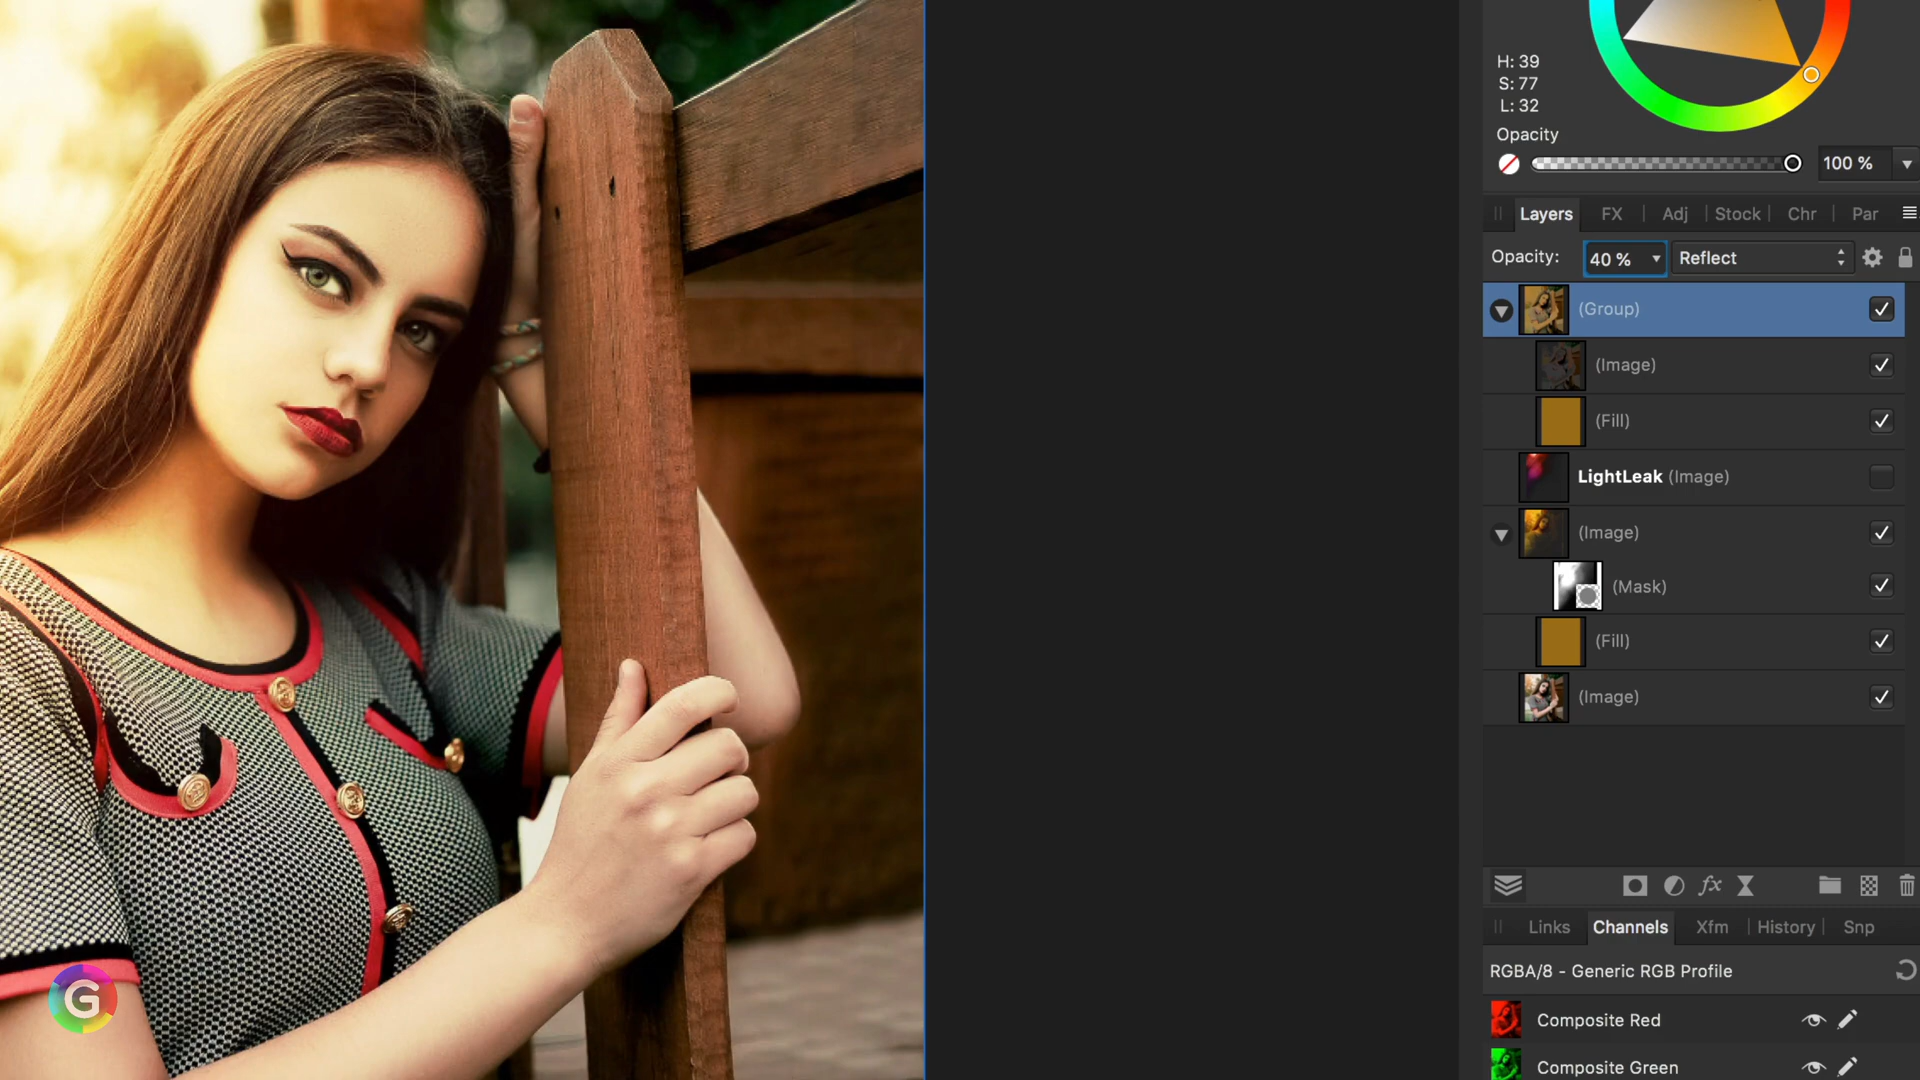 H: 39
S: 77
L: 32
Opacity
100 %
Layers FX Adj Stock Chr Par
Opacity: 40 % Reflect
(Group)
(Image)
(Fill)
LightLeak (Image)
(Image)
(Mask)
(Fill)
(Image)
fx
Links Channels Xfm History Snp
RGBA/8 - Generic RGB Profile
Composite Red
Composite Green
G